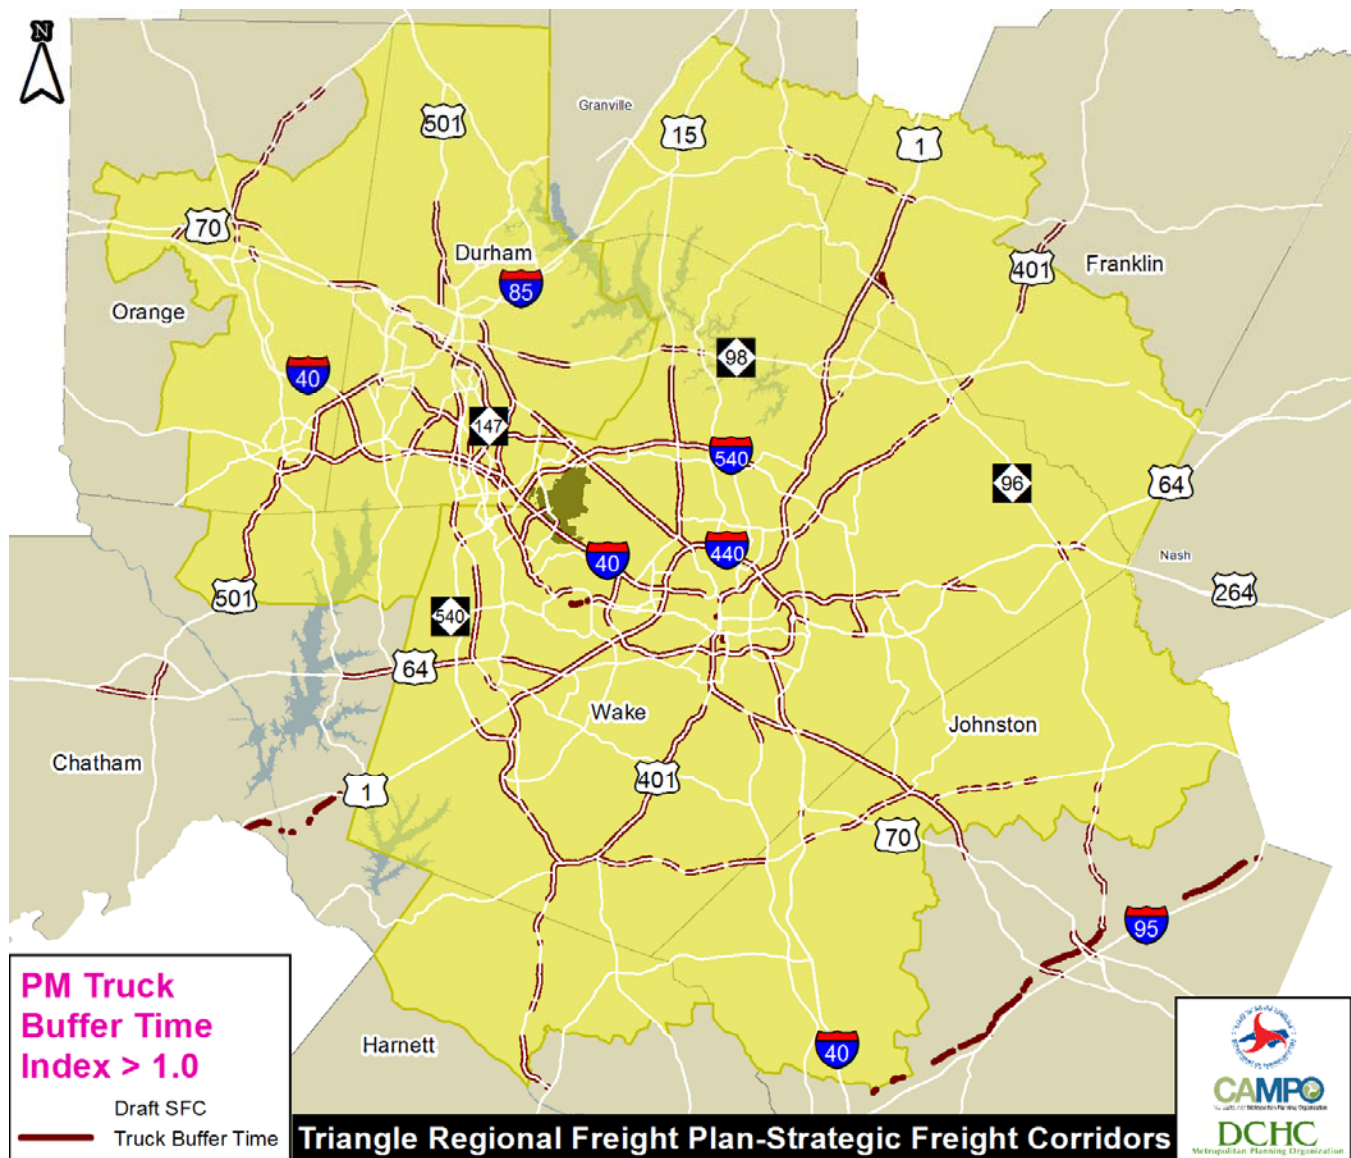 N
501
Granville
15
1
70
Durham
401
Franklin
85
Orange
40
98
147
540
96
64
40
440
Nash
501
264
540
64
Wake
Johnston
Chatham
401
1
70
95
PM Truck
Buffer Time
Index > 1.0
Harnett
40
Draft SFC
Truck Buffer Time
Triangle Regional Freight Plan-Strategic Freight Corridors
CAMPO
DCHC
Metropolitan Planning Organization